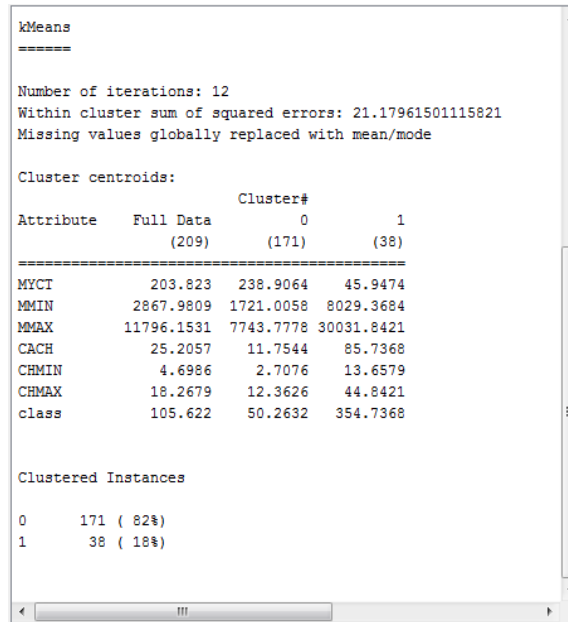 kMeans
======
Number of iterations: 12
Within cluster sum of squared errors: 21.17961501115821
Missing values globally replaced with mean/mode
Cluster centroids:
Cluster#
Attribute Full Data 0 1
(209) (171) (38)
============================================
MYCT 203.823 238.9064 45.9474
MMIN 2867.9809 1721.0058 8029.3684
MMAX 11796.1531 7743.7778 30031.8421
CACH 25.2057 11.7544 85.7368
CHMIN 4.6986 2.7076 13.6579
CHMAX 18.2679 12.3626 44.8421
class 105.622 50.2632 354.7368
Clustered Instances
0 171 ( 82%)
1 38 ( 18%)